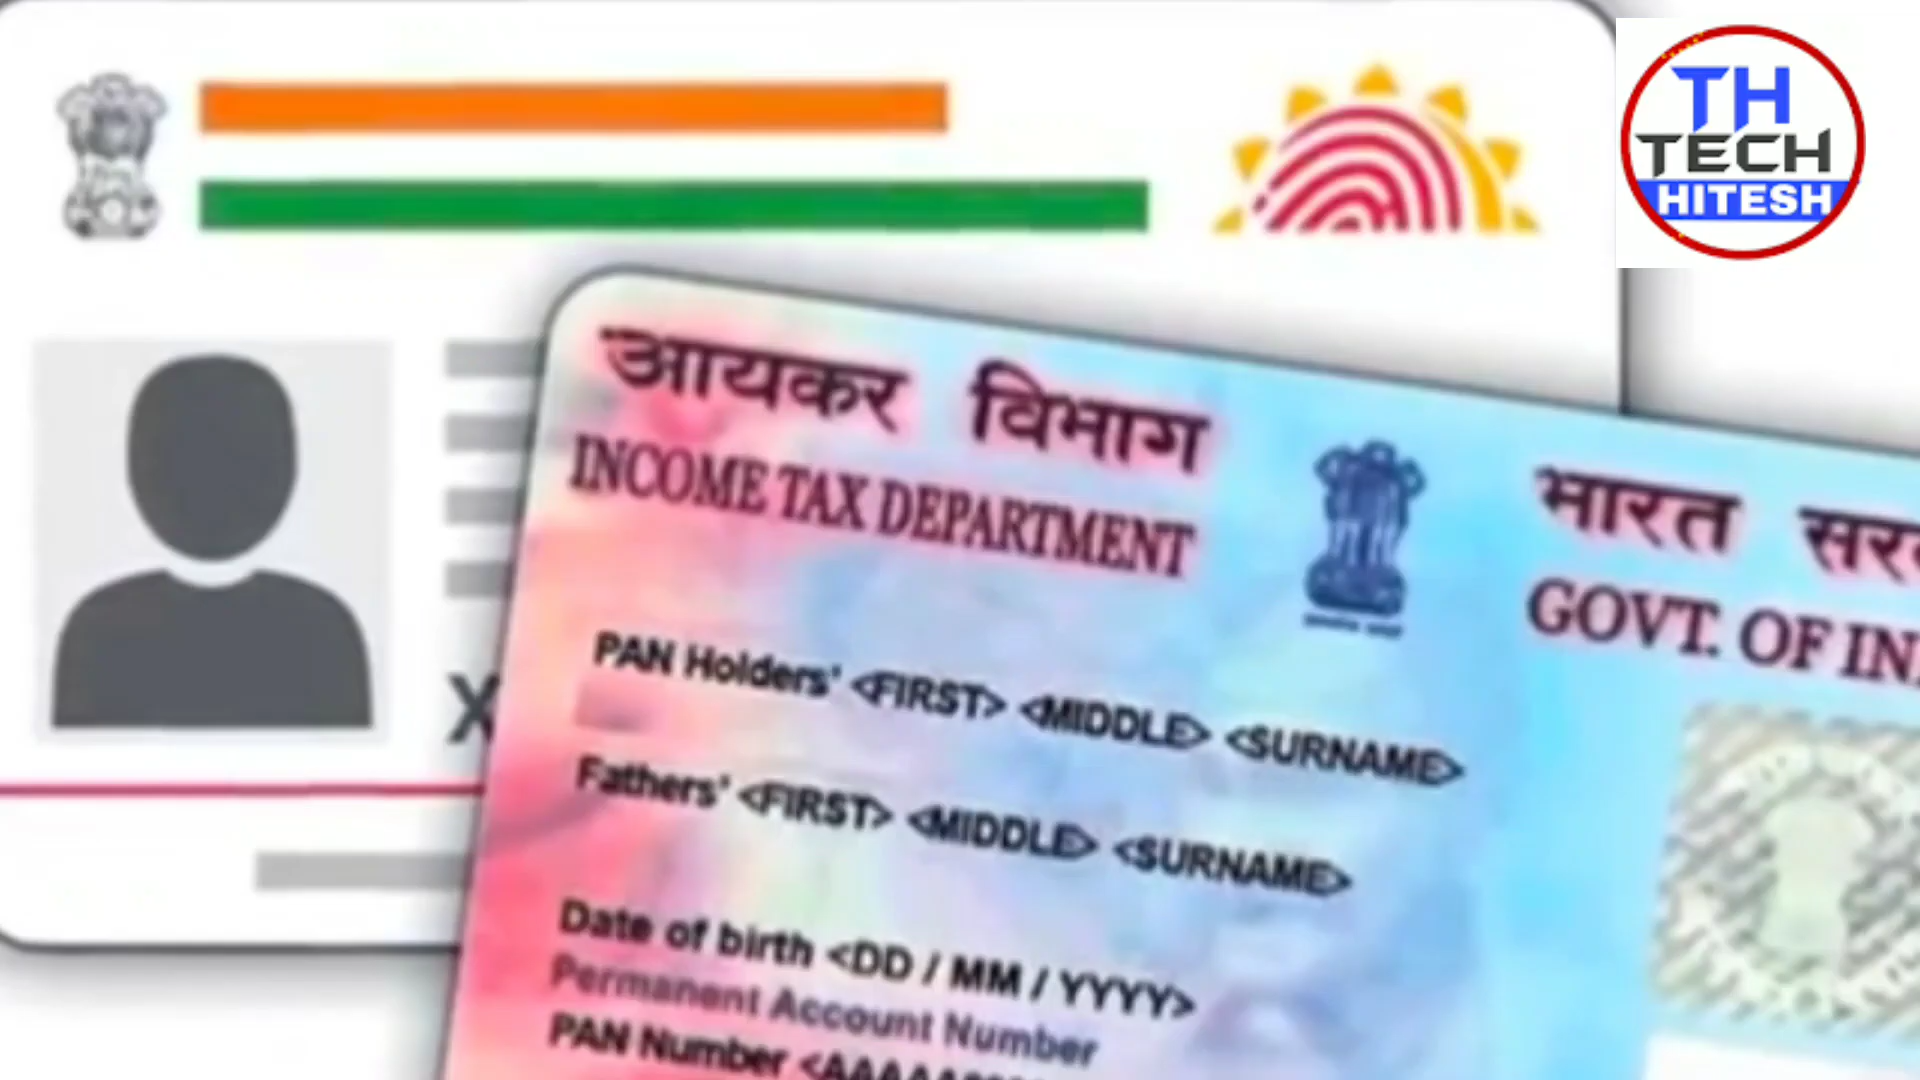 TH
TECH
HITESH
आयकर विभाग
INCOME TAX DEPARTMENT
भारत
GOVT. OF IN
PAN Holders' <FIRST> <MIDDLE> <SURNAME>
Fathers' <FIRST> <MIDDLE> <SURNAME>
Date of birth <DD / MM / YYYY>
Permanent Account Number
PAN Number
X